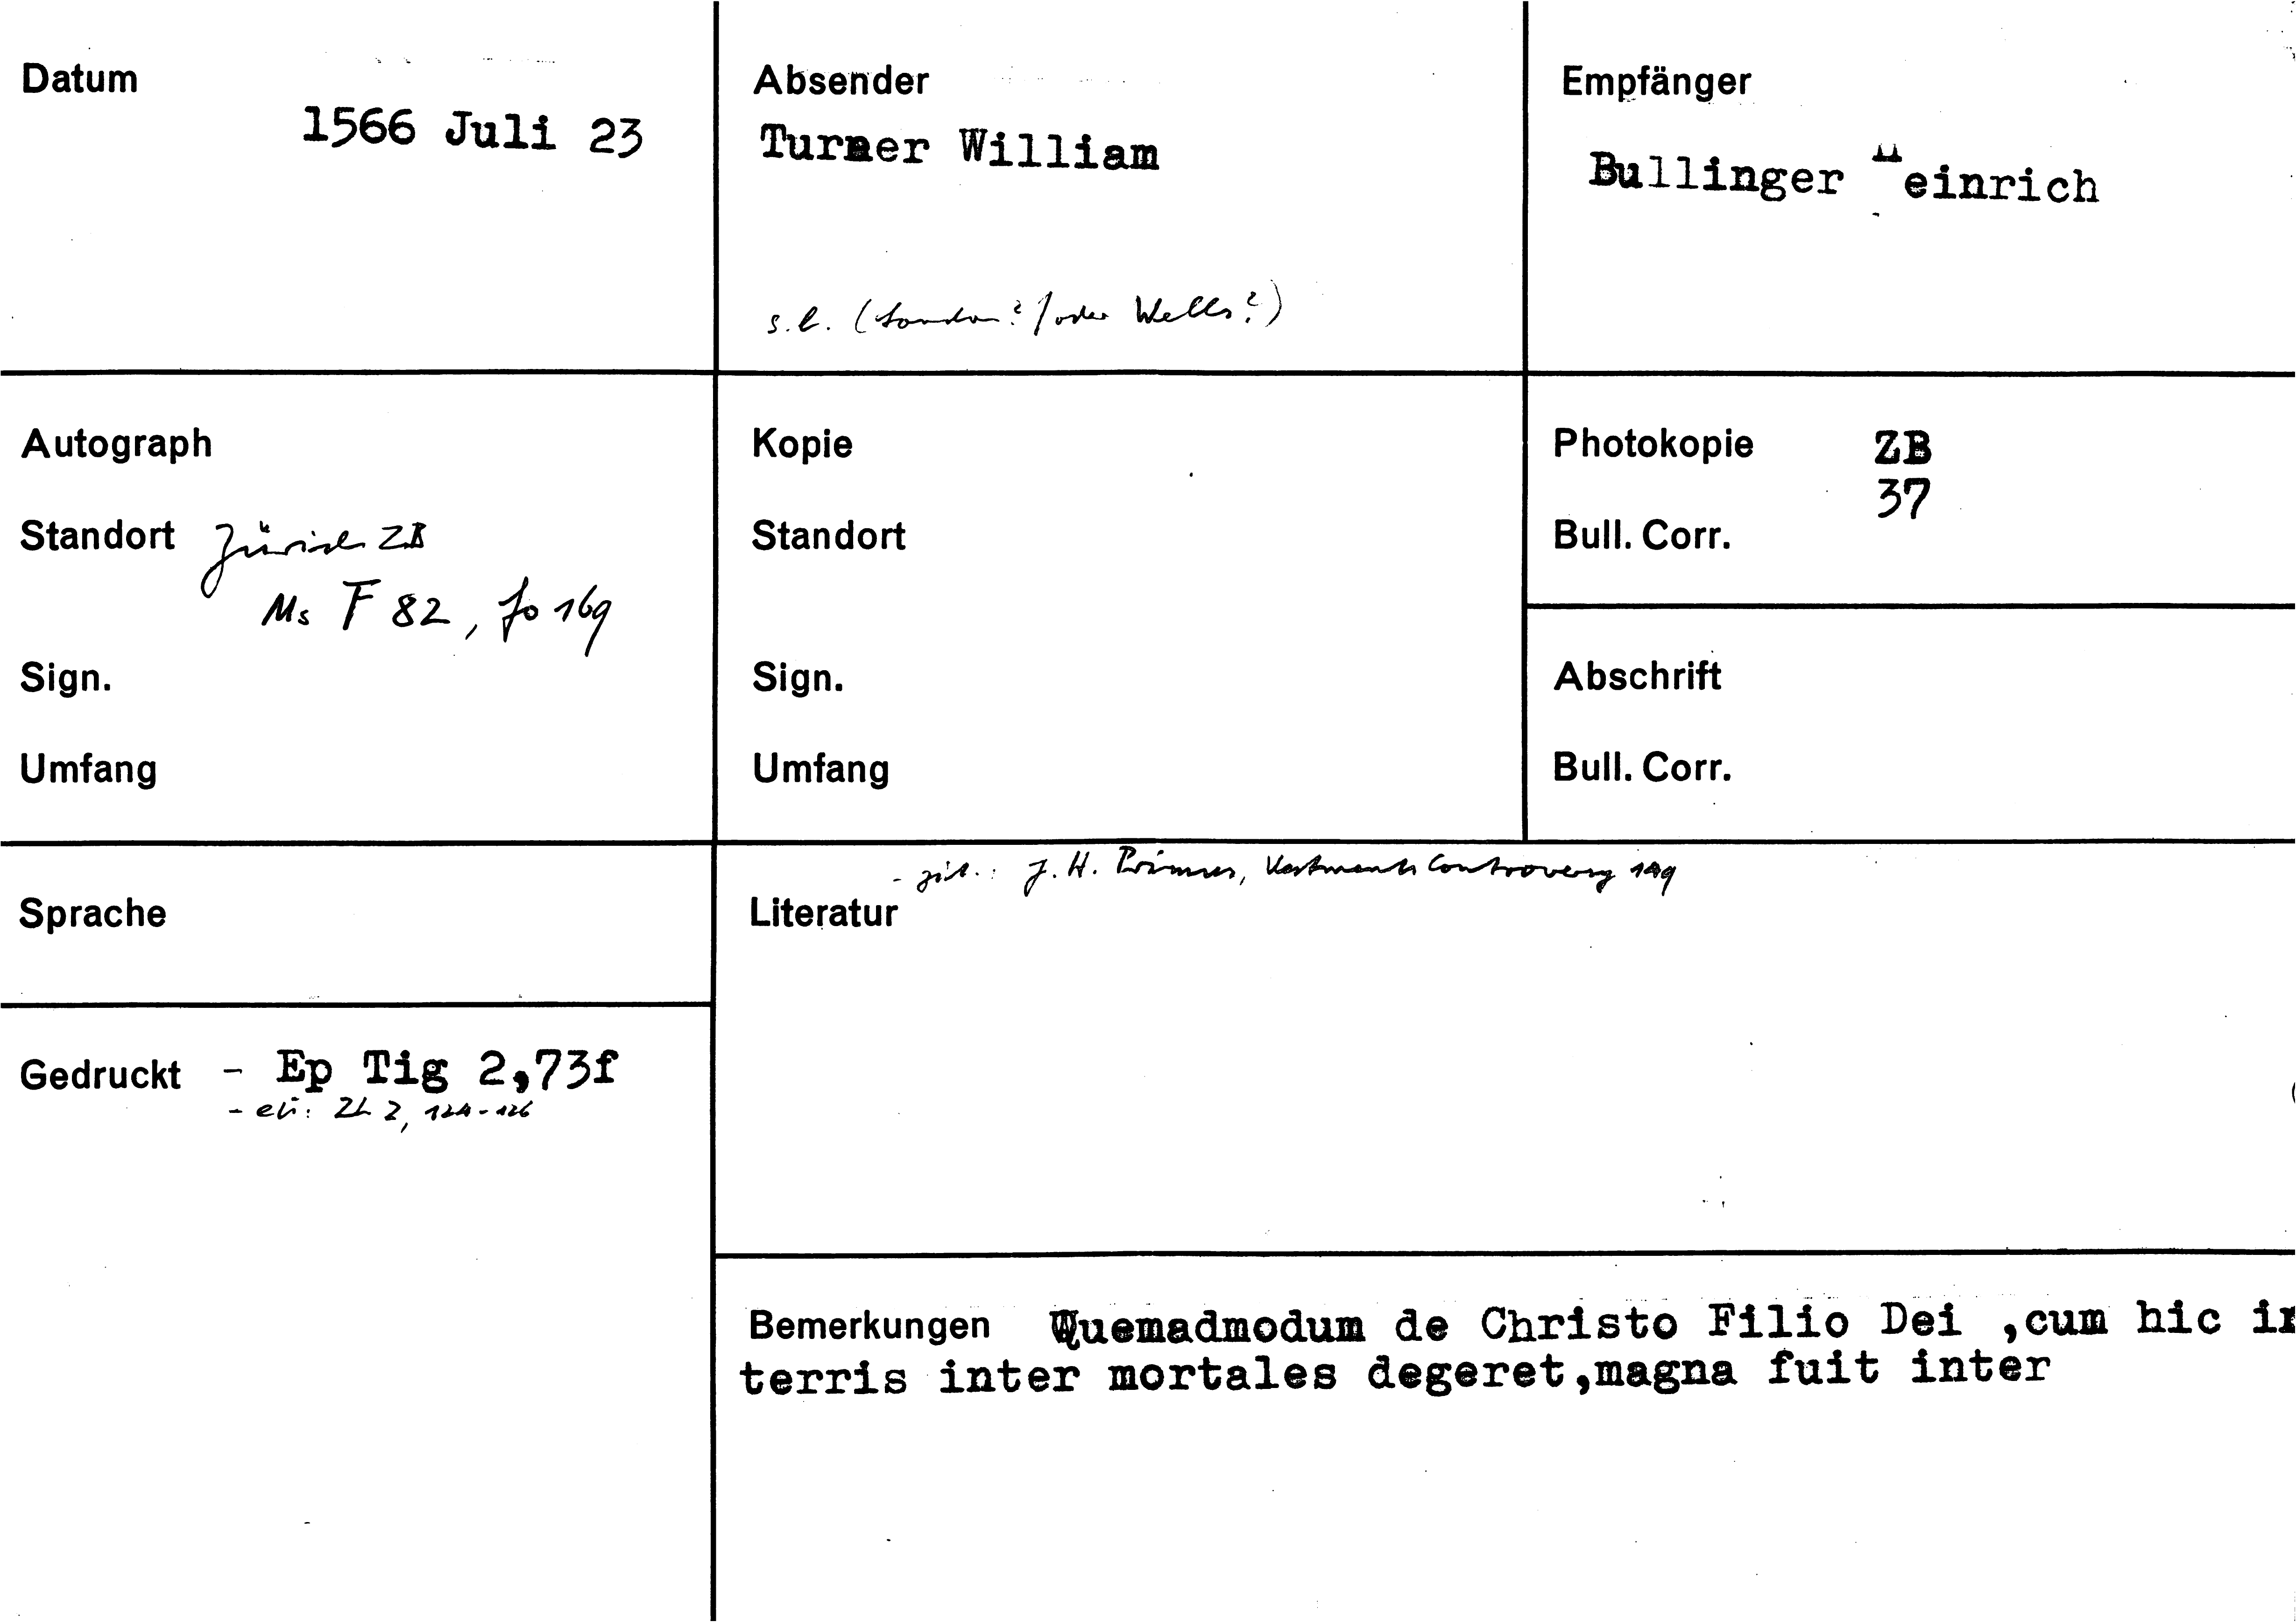 Datum
1566 Juli 23
Absender
Turner William
s.l. (London? / oder Wells?)
Empfänger
Bullinger Heinrich
Autograph
Standort Zürich ZB
Ms F 82, fo 169
Sign.
Umfang
Kopie
Standort
Sign.
Umfang
Photokopie ZB
37
Bull. Corr.
Abschrift
Bull. Corr.
Sprache
- zit.: J. H. Primus, Vestments Controversy
Literatur
Gedruckt - Ep Tig 2,73f
ZL 2, 124-126
Bemerkungen Quemadmodum de Christo Filio Dei ,cum hic in
terris inter mortales degeret,magna fuit inter